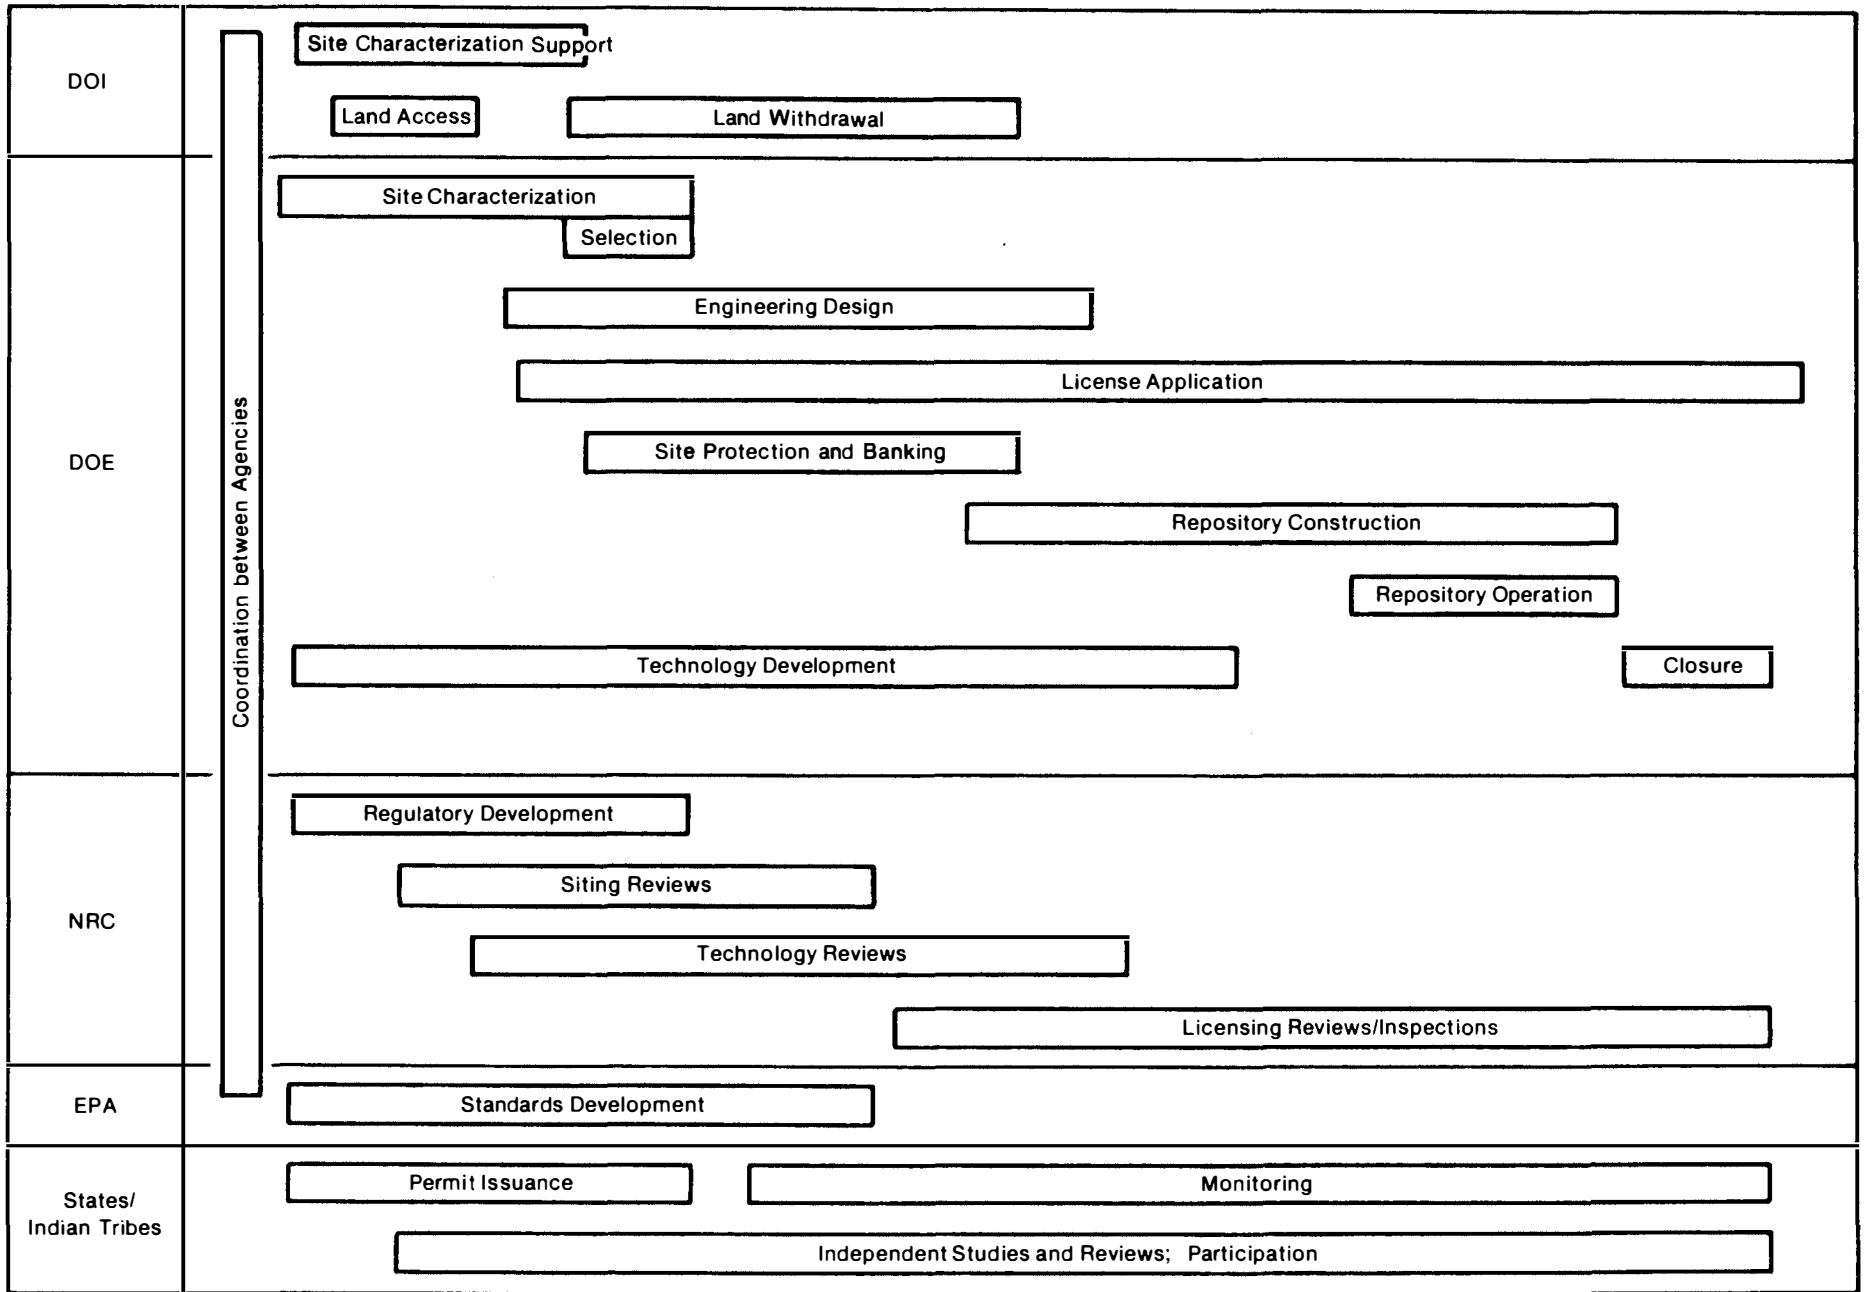 DOI
Site Characterization Support
Land Access
Land Withdrawal
Coordination between Agencies
DOE
Site Characterization
Selection
Engineering Design
License Application
Site Protection and Banking
Repository Construction
Repository Operation
Technology Development
Closure
NRC
Regulatory Development
Siting Reviews
Technology Reviews
Licensing Reviews/Inspections
EPA
Standards Development
States/
Indian Tribes
Permit Issuance
Monitoring
Independent Studies and Reviews; Participation